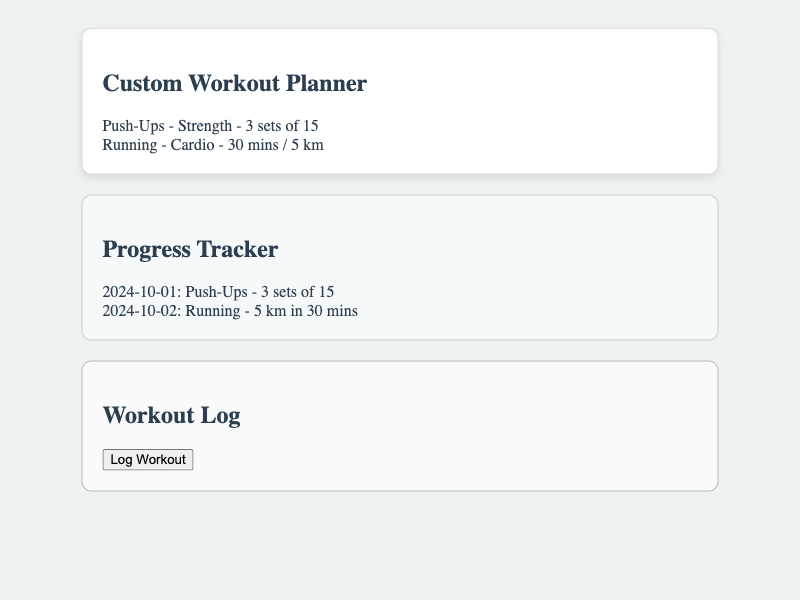 Custom Workout Planner
Push-Ups - Strength - 3 sets of 15
Running - Cardio - 30 mins / 5 km
Progress Tracker
2024-10-01: Push-Ups - 3 sets of 15
2024-10-02: Running - 5 km in 30 mins
Workout Log
Log Workout